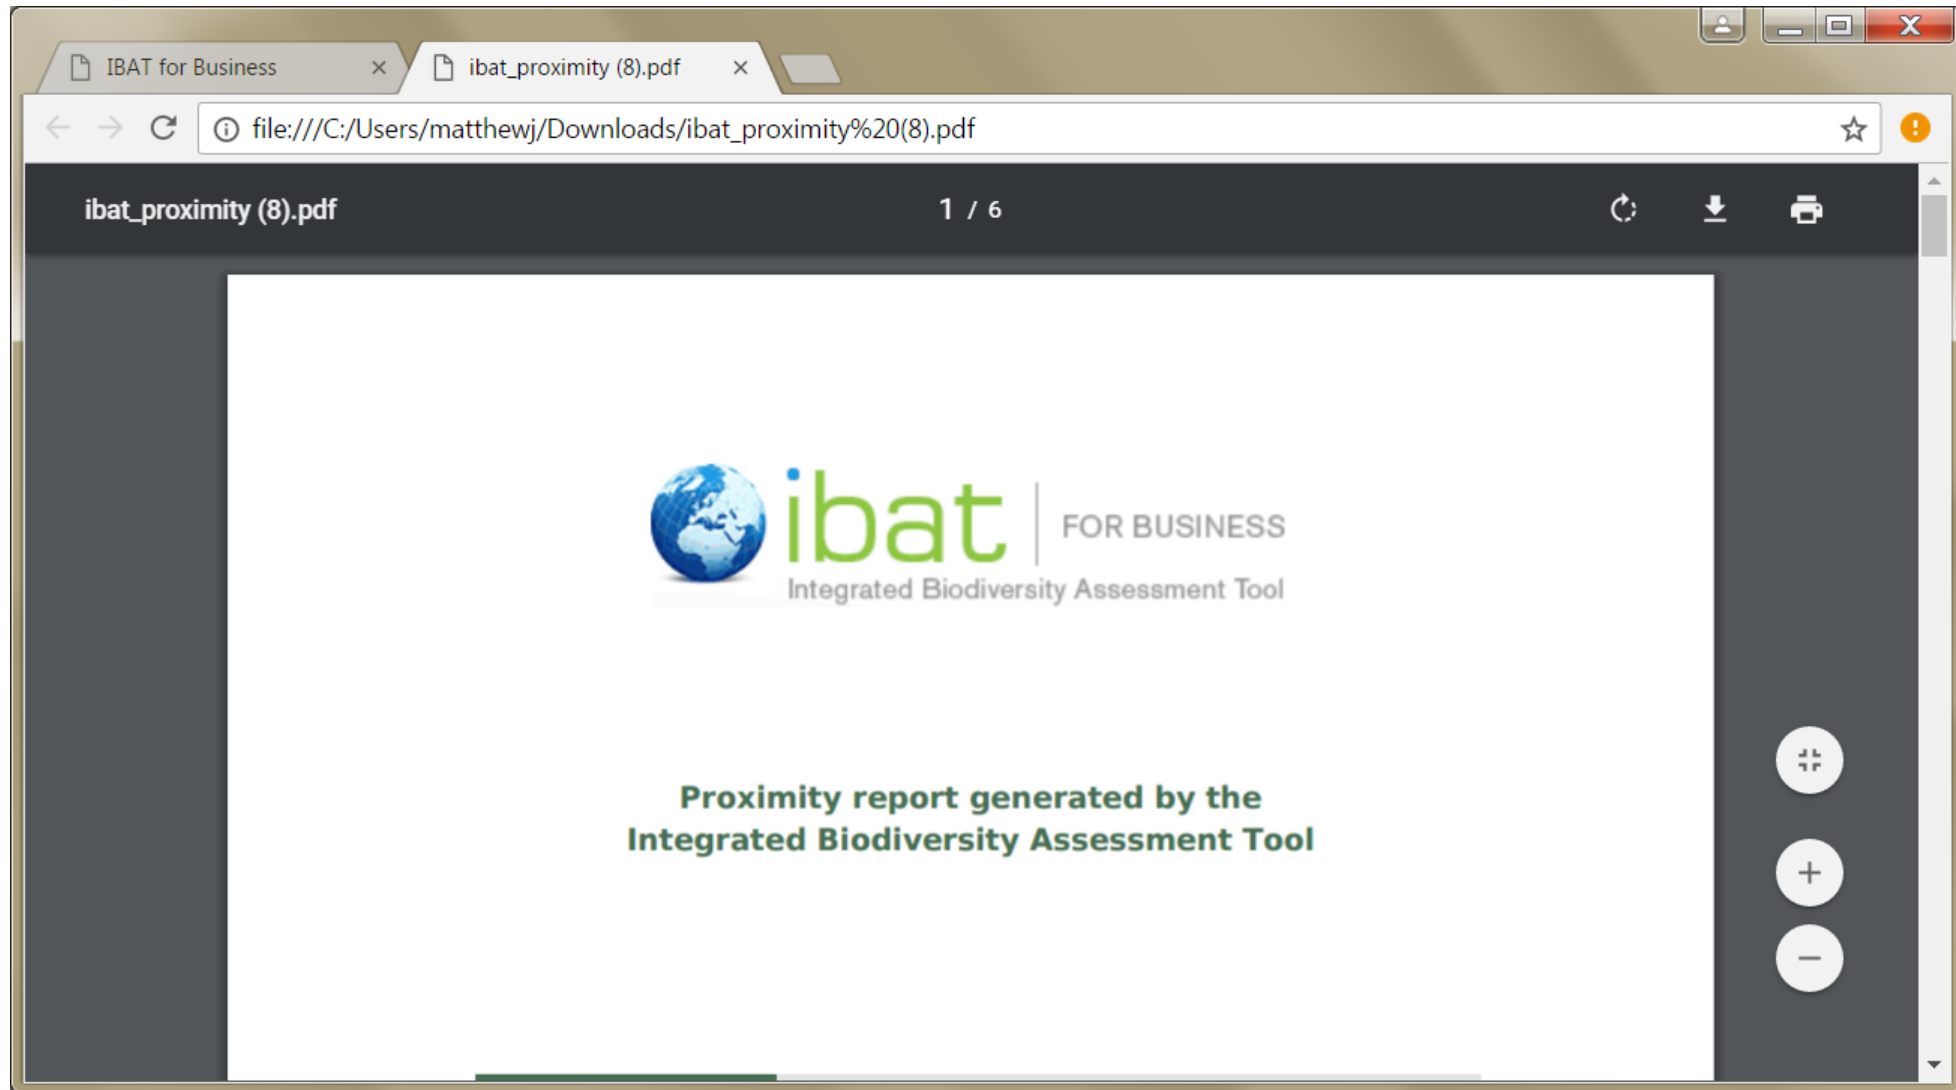 IBAT for Business
ibat_proximity (8).pdf
file:///C:/Users/matthewj/Downloads/ibat_proximity%20(8).pdf
ibat_proximity (8).pdf
1 / 6
ibat
FOR BUSINESS
Integrated Biodiversity Assessment Tool
Proximity report generated by the
Integrated Biodiversity Assessment Tool